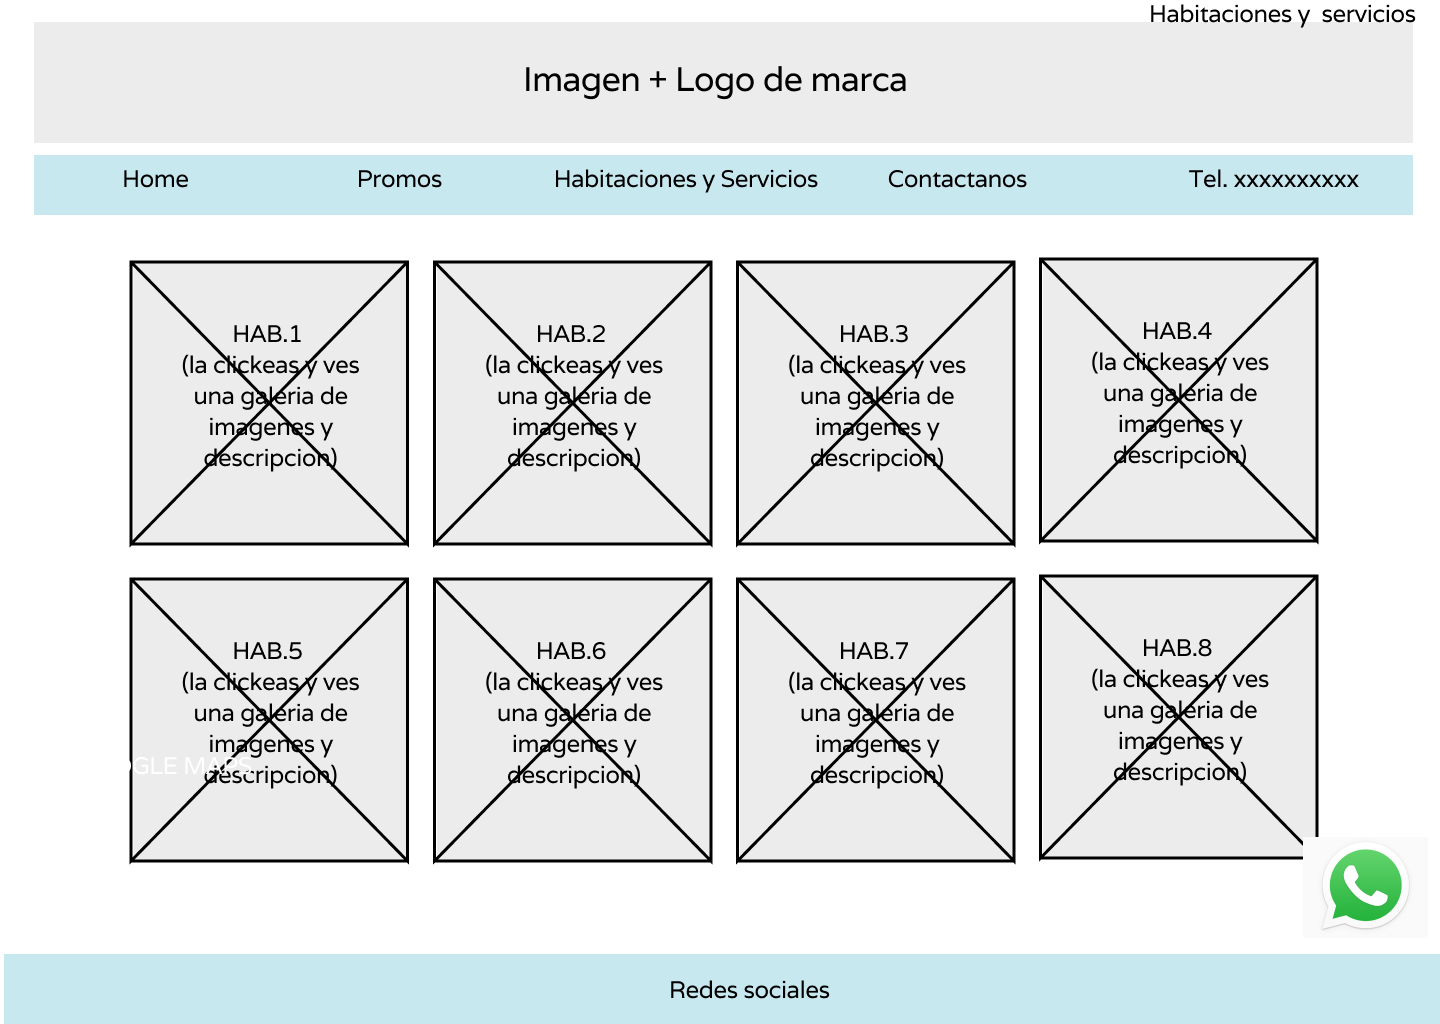 Habitaciones y  servicios
Imagen + Logo de marca
Home
Promos
Habitaciones y Servicios
Contactanos
Tel. xxxxxxxxxx
HAB.1
(la clickeas y ves
una galeria de
imagenes y
descripcion)
HAB.2
(la clickeas y ves
una galeria de
imagenes y
descripcion)
HAB.3
(la clickeas y ves
una galeria de
imagenes y
descripcion)
HAB.4
(la clickeas y ves
una galeria de
imagenes y
descripcion)
HAB.5
(la clickeas y ves
una galeria de
imagenes y
descripcion)
HAB.6
(la clickeas y ves
una galeria de
imagenes y
descripcion)
HAB.7
(la clickeas y ves
una galeria de
imagenes y
descripcion)
HAB.8
(la clickeas y ves
una galeria de
imagenes y
descripcion)
MAPS
Redes sociales